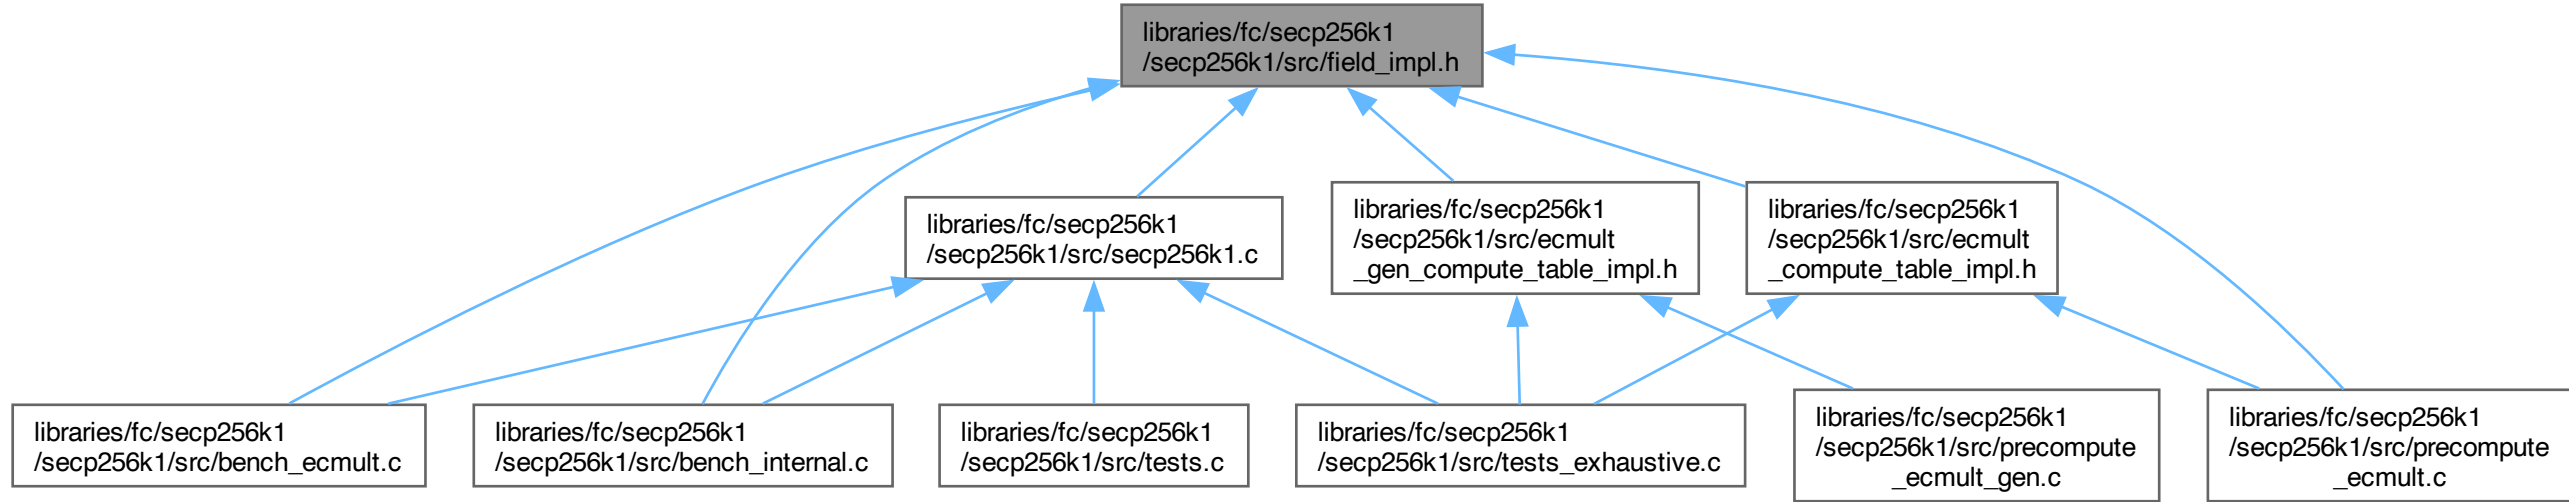 libraries/fc/secp256k1
/secp256k1/src/field_impl.h
libraries/fc/secp256k1
/secp256k1/src/secp256k1.c
libraries/fc/secp256k1
/secp256k1/src/ecmult
_gen_compute_table_impl.h
libraries/fc/secp256k1
/secp256k1/src/ecmult
_compute_table_impl.h
libraries/fc/secp256k1
/secp256k1/src/bench_ecmult.c
libraries/fc/secp256k1
/secp256k1/src/bench_internal.c
libraries/fc/secp256k1
/secp256k1/src/tests.c
libraries/fc/secp256k1
/secp256k1/src/tests_exhaustive.c
libraries/fc/secp256k1
/secp256k1/src/precompute
_ecmult_gen.c
libraries/fc/secp256k1
/secp256k1/src/precompute
_ecmult.c